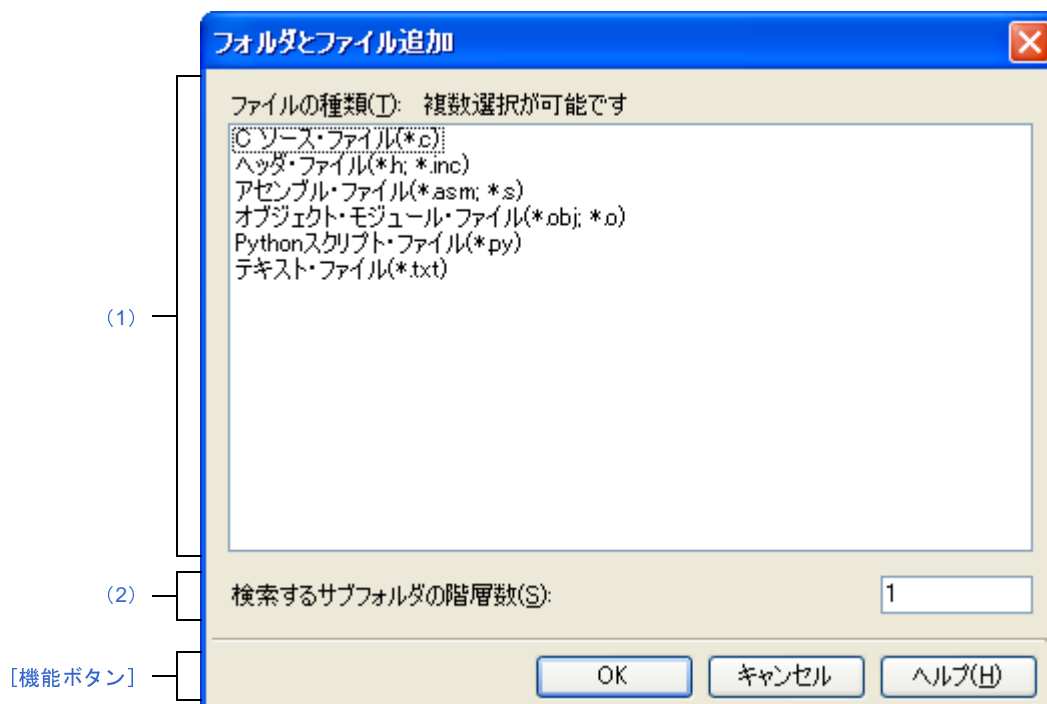 フォルダとファイル追加
ファイルの種類(T): 複数選択が可能です
C ソース・ファイル(*.c)
ヘッダ・ファイル(*.h; *.inc)
アセンブル・ファイル(*.asm; *.s)
オブジェクト・モジュール・ファイル(*.obj; *.o)
Pythonスクリプト・ファイル(*.py)
テキスト・ファイル(*.txt)
（1）
（2）
検索するサブフォルダの階層数(S): 1
［機能ボタン］
OK キャンセル ヘルプ(H)